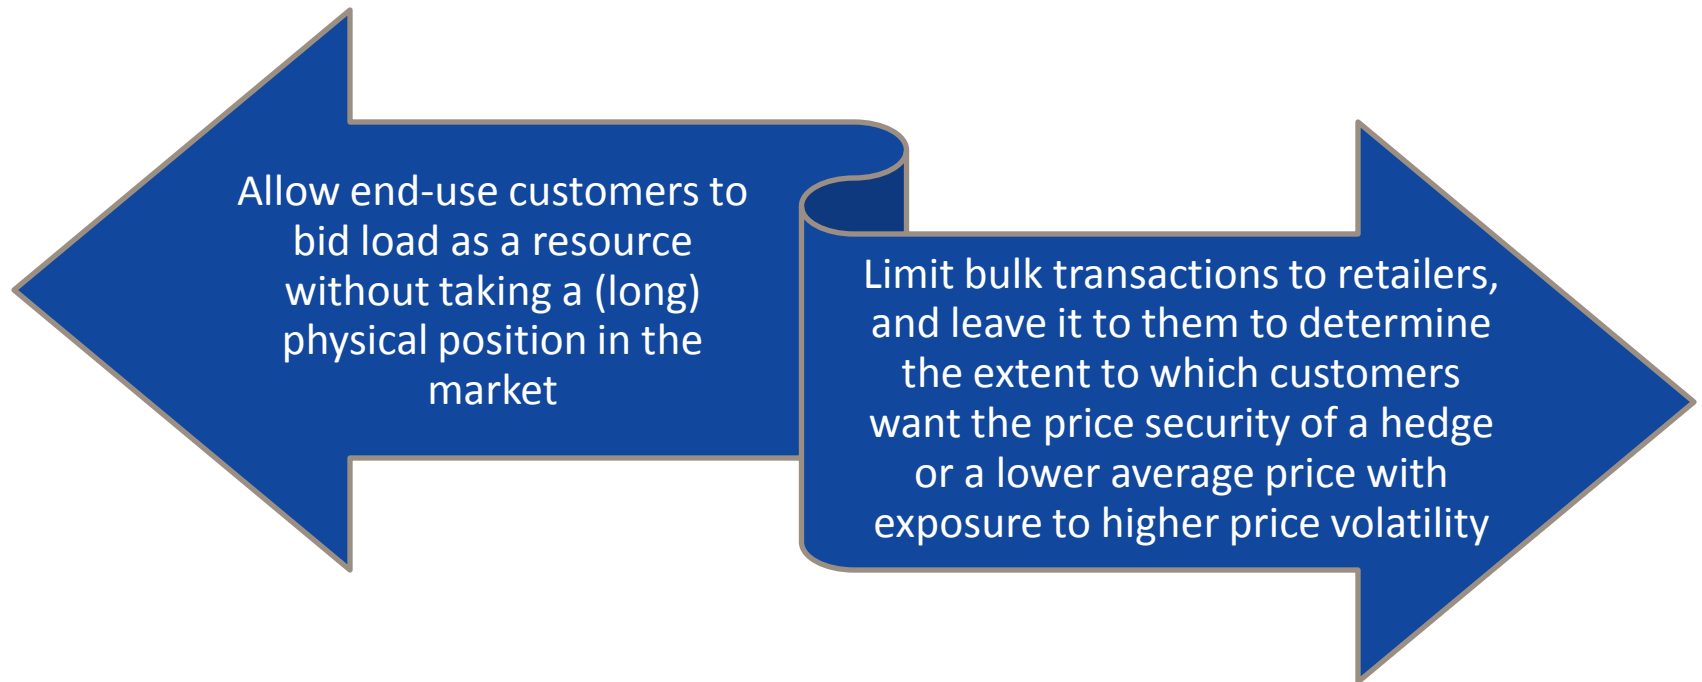 Allow end-use customers to
bid load as a resource
without taking a (long)
physical position in the
market
Limit bulk transactions to retailers,
and leave it to them to determine
the extent to which customers
want the price security of a hedge
or a lower average price with
exposure to higher price volatility